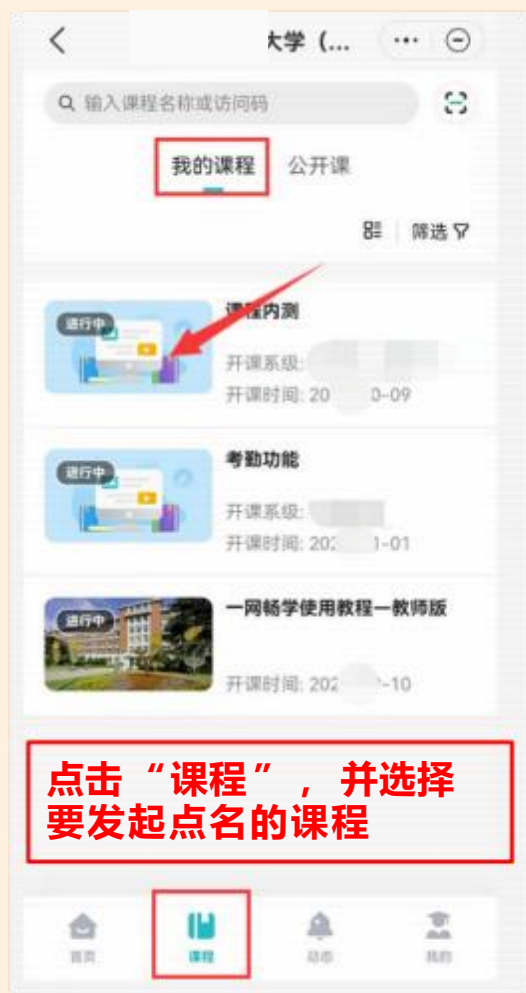 大学（...
输入课程名称或访问码
我的课程 公开课
筛选
进行中
课程内测
开课系级:
开课时间: 20 0-09
进行中
考勤功能
开课系级:
开课时间: 202 1-01
进行中
一网畅学使用教程一教师版
开课时间: 202 -10
点击“课程”，并选择
要发起点名的课程
首页 课程 动态 我的